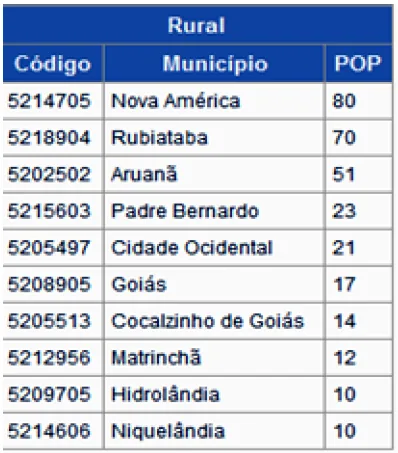 Rural
Código Município POP
5214705 Nova América 80
5218904 Rubiataba 70
5202502 Aruanã 51
5215603 Padre Bernardo 23
5205497 Cidade Ocidental 21
5208905 Goiás 17
5205513 Cocalzinho de Goiás 14
5212956 Matrinchã 12
5209705 Hidrolândia 10
5214606 Niquelândia 10